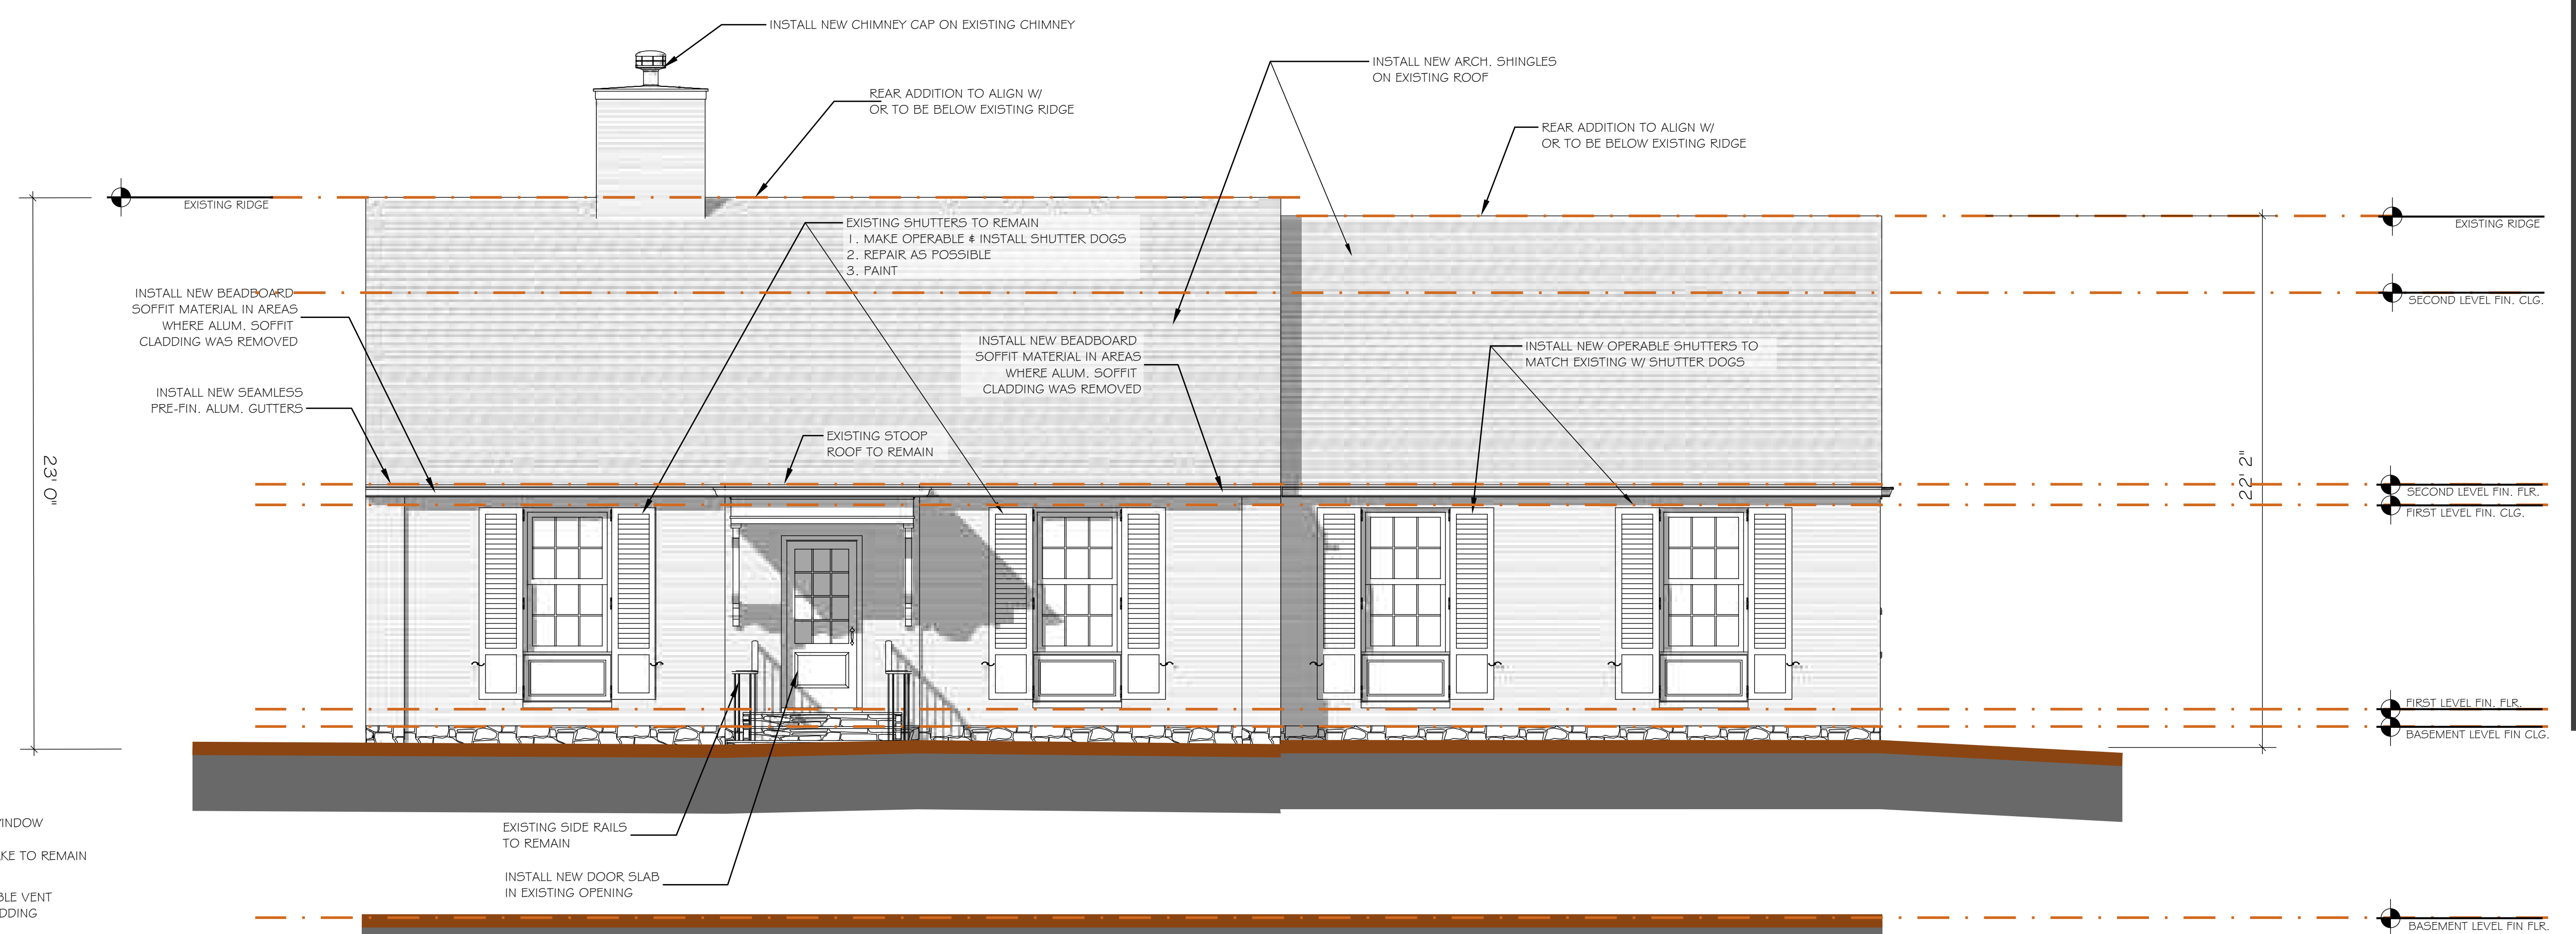 INSTALL NEW CHIMNEY CAP ON EXISTING CHIMNEY
INSTALL NEW ARCH. SHINGLES
ON EXISTING ROOF
REAR ADDITION TO ALIGN W/
OR TO BE BELOW EXISTING RIDGE
REAR ADDITION TO ALIGN W/
OR TO BE BELOW EXISTING RIDGE
EXISTING RIDGE
EXISTING RIDGE
EXISTING SHUTTERS TO REMAIN
1. MAKE OPERABLE & INSTALL SHUTTER DOGS
2. REPAIR AS POSSIBLE
3. PAINT
INSTALL NEW BEADBOARD
SOFFIT MATERIAL IN AREAS
WHERE ALUM. SOFFIT
CLADDING WAS REMOVED
SECOND LEVEL FIN. CLG.
INSTALL NEW BEADBOARD
SOFFIT MATERIAL IN AREAS
WHERE ALUM. SOFFIT
CLADDING WAS REMOVED
INSTALL NEW OPERABLE SHUTTERS TO
MATCH EXISTING W/ SHUTTER DOGS
INSTALL NEW SEAMLESS
PRE-FIN. ALUM. GUTTERS
EXISTING STOOP
ROOF TO REMAIN
23' 0"
22' 2"
SECOND LEVEL FIN. FLR.
FIRST LEVEL FIN. CLG.
FIRST LEVEL FIN. FLR.
BASEMENT LEVEL FIN CLG.
INDOW
KE TO REMAIN
BLE VENT
DDING
EXISTING SIDE RAILS
TO REMAIN
INSTALL NEW DOOR SLAB
IN EXISTING OPENING
BASEMENT LEVEL FIN FLR.